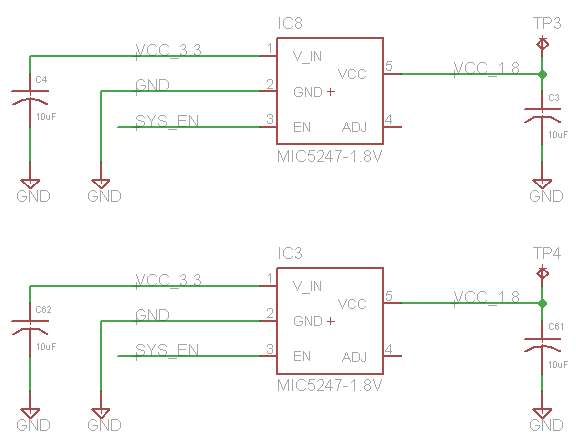 IC8
TP3
VCC_3.3
1
V_IN
C4
10uF
GND
2
GND
VCC
5
VCC_1.8
C3
10uF
SYS_EN
3
EN
ADJ
4
MIC5247-1.8V
GND
GND
GND
IC3
TP4
VCC_3.3
1
V_IN
C62
10uF
GND
2
GND
VCC
5
VCC_1.8
C61
10uF
SYS_EN
3
EN
ADJ
4
MIC5247-1.8V
GND
GND
GND